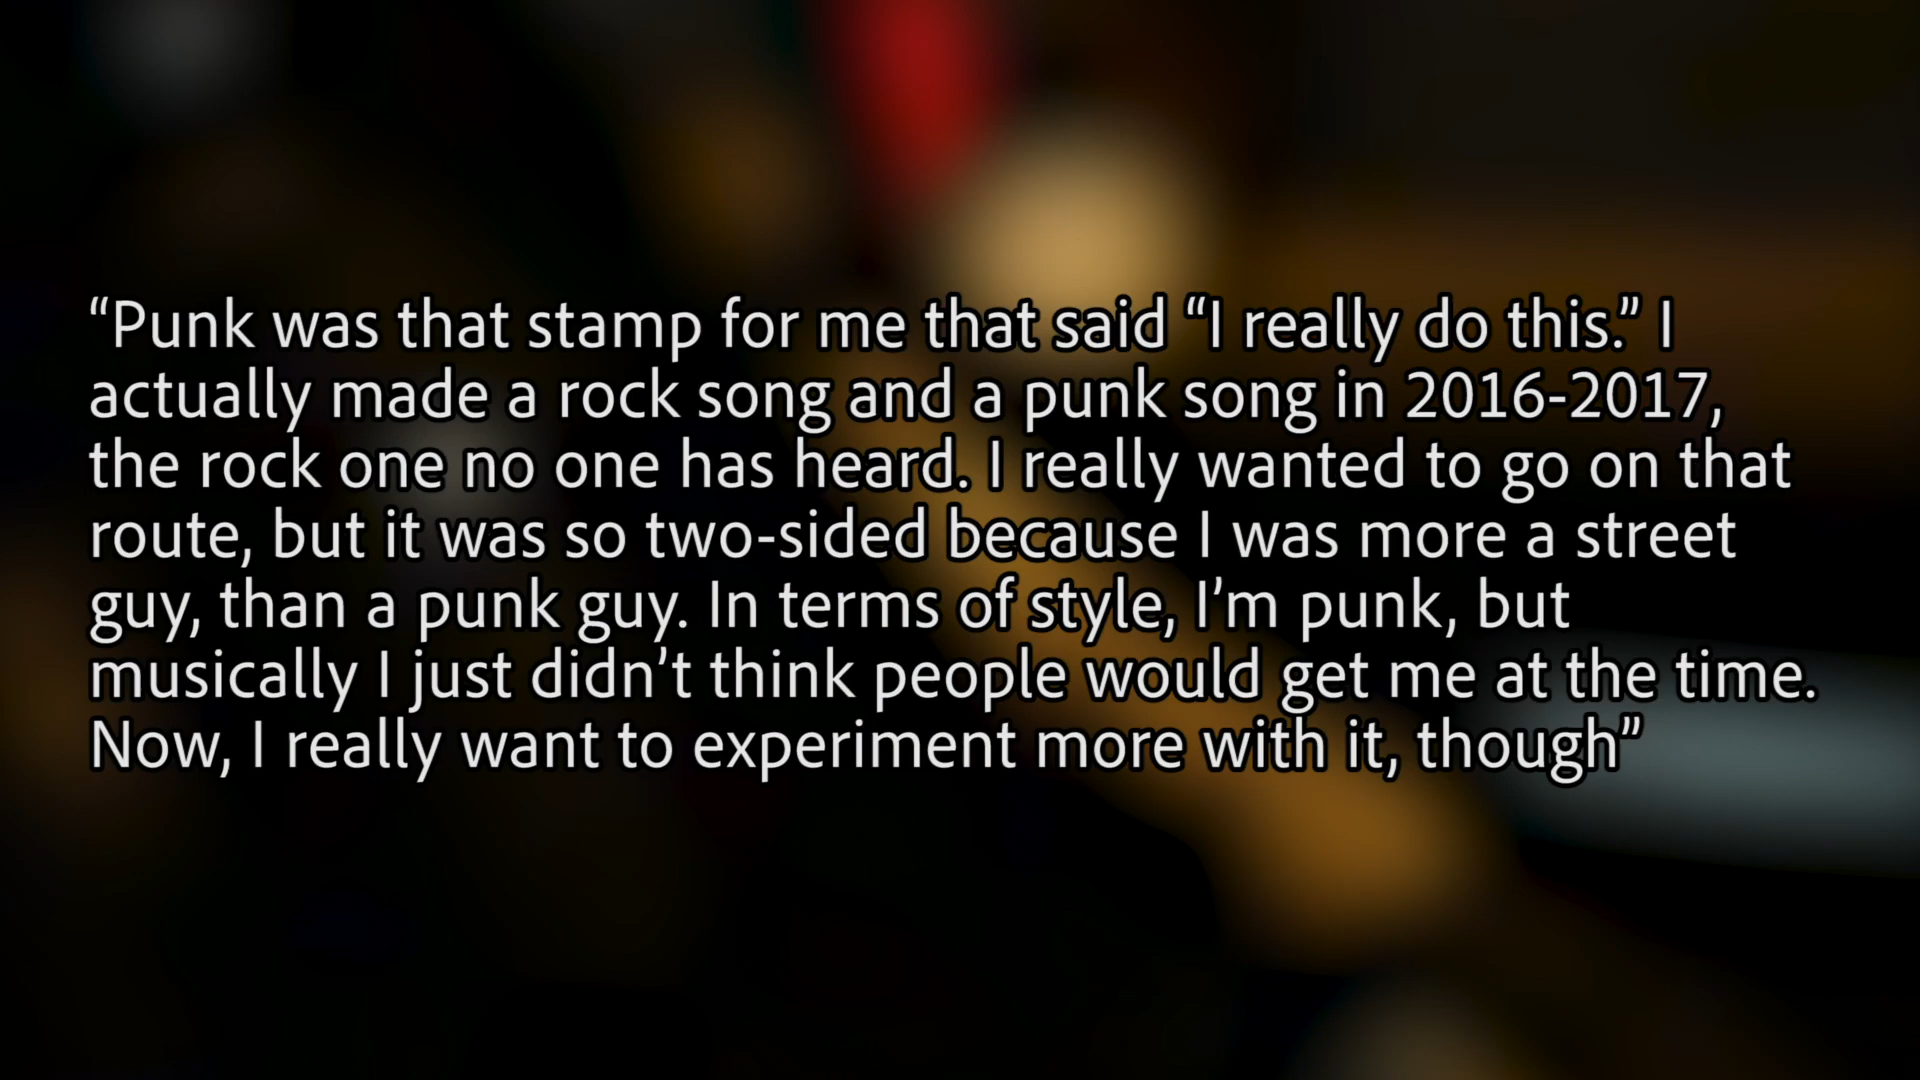 “Punk was that stamp for me that said “I really do this.” I
actually made a rock song and a punk song in 2016-2017,
the rock one no one has heard. I really wanted to go on that
route, but it was so two-sided because I was more a street
guy, than a punk guy. In terms of style, I’m punk, but
musically I just didn’t think people would get me at the time.
Now, I really want to experiment more with it, though”